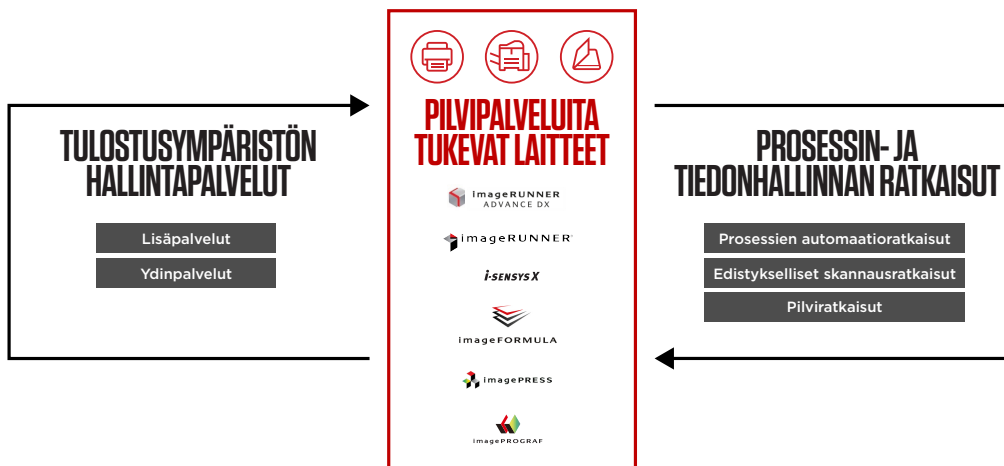 TULOSTUSYMPÄRISTÖN
HALLINTAPALVELUT
Lisäpalvelut
Ydinpalvelut
PILVIPALVELUITA
TUKEVAT LAITTEET
imageRUNNER
ADVANCE DX
imageRUNNER
i-SENSYS X
imageFORMULA
imagePRESS
imagePROGRAF
PROSESSIN- JA
TIEDONHALLINNAN RATKAISUT
Prosessien automaatioratkaisut
Edistykselliset skannausratkaisut
Pilviratkaisut